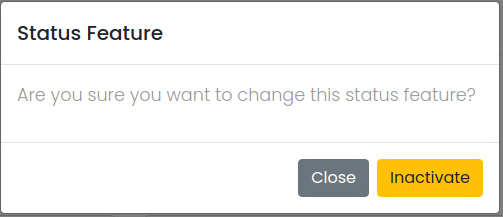 Status Feature
Are you sure you want to change this status feature?
Close
Inactivate